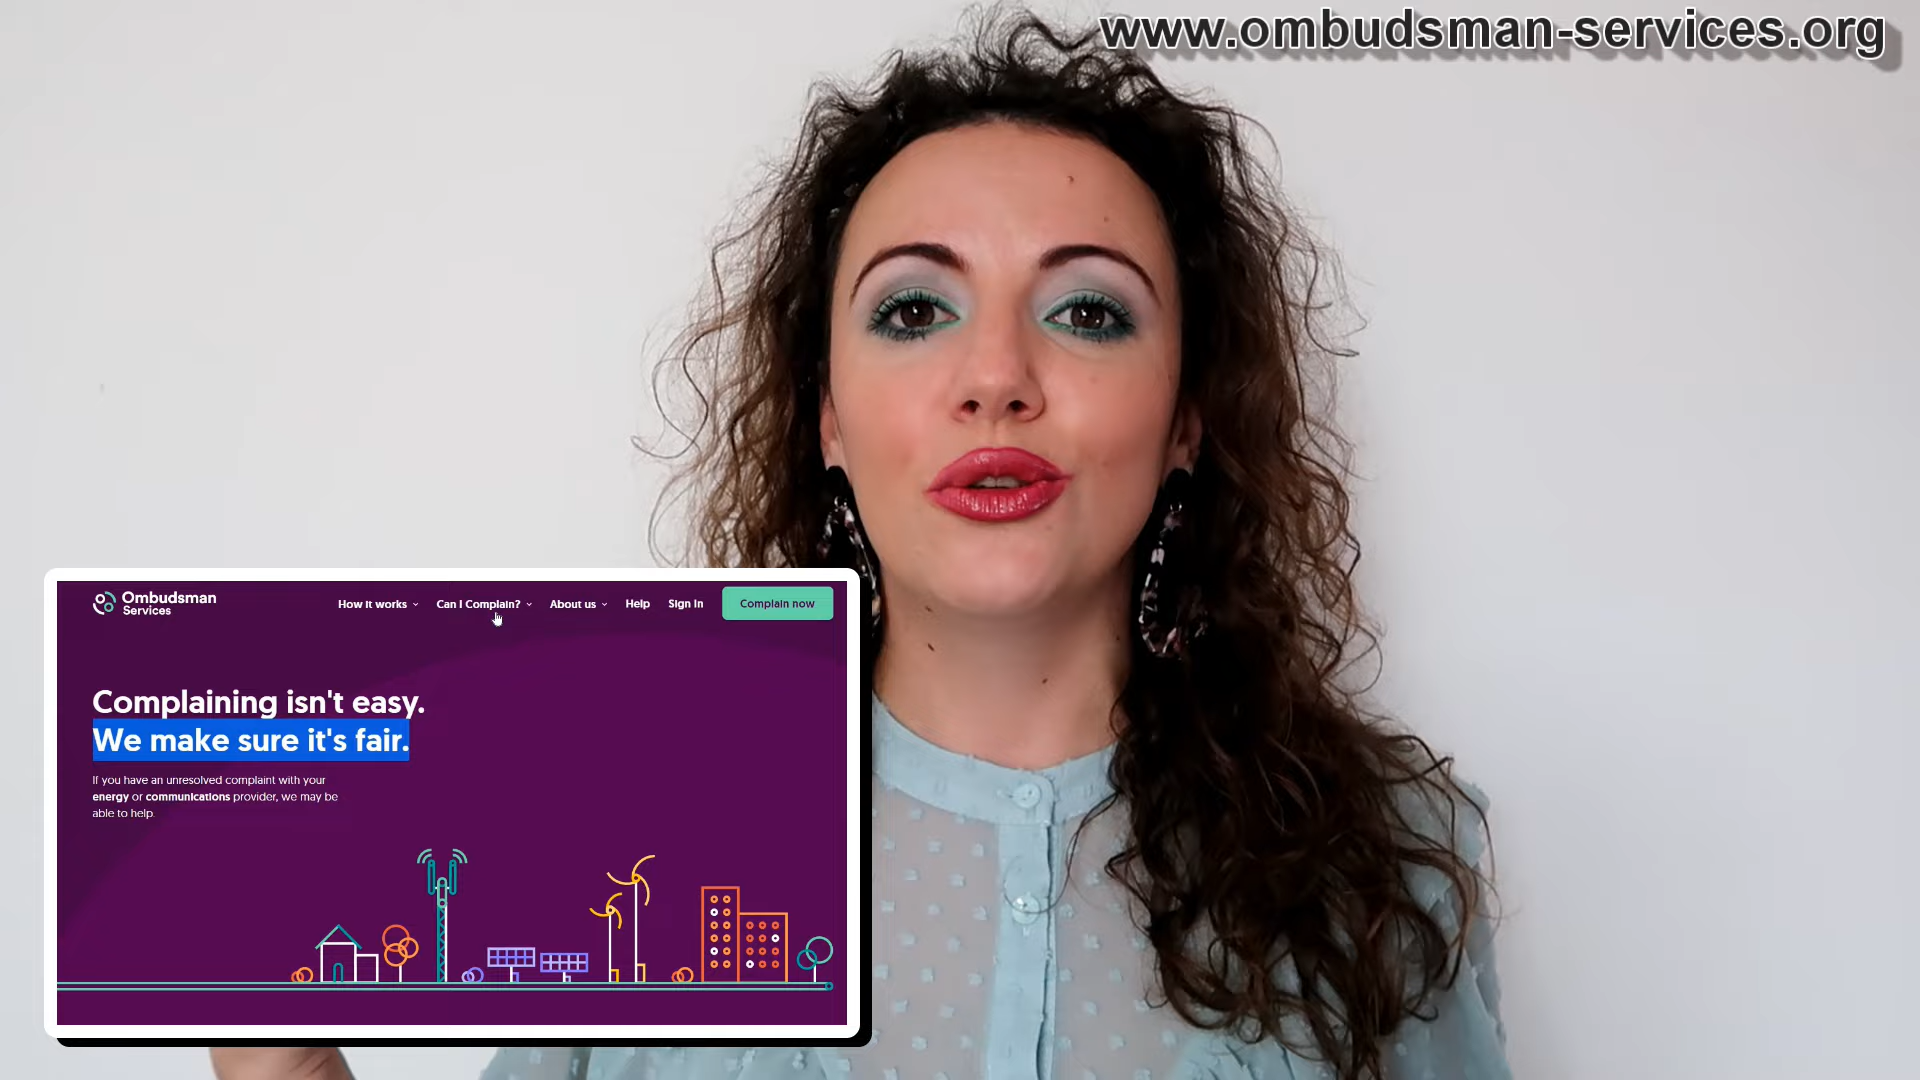 www.ombudsman-services.org
Ombudsman
Services
How it works
Can I Complain?
About us
Help
Sign In
Complain now
Complaining isn't easy.
We make sure it's fair.
If you have an unresolved complaint with your
energy or communications provider, we may be
able to help.